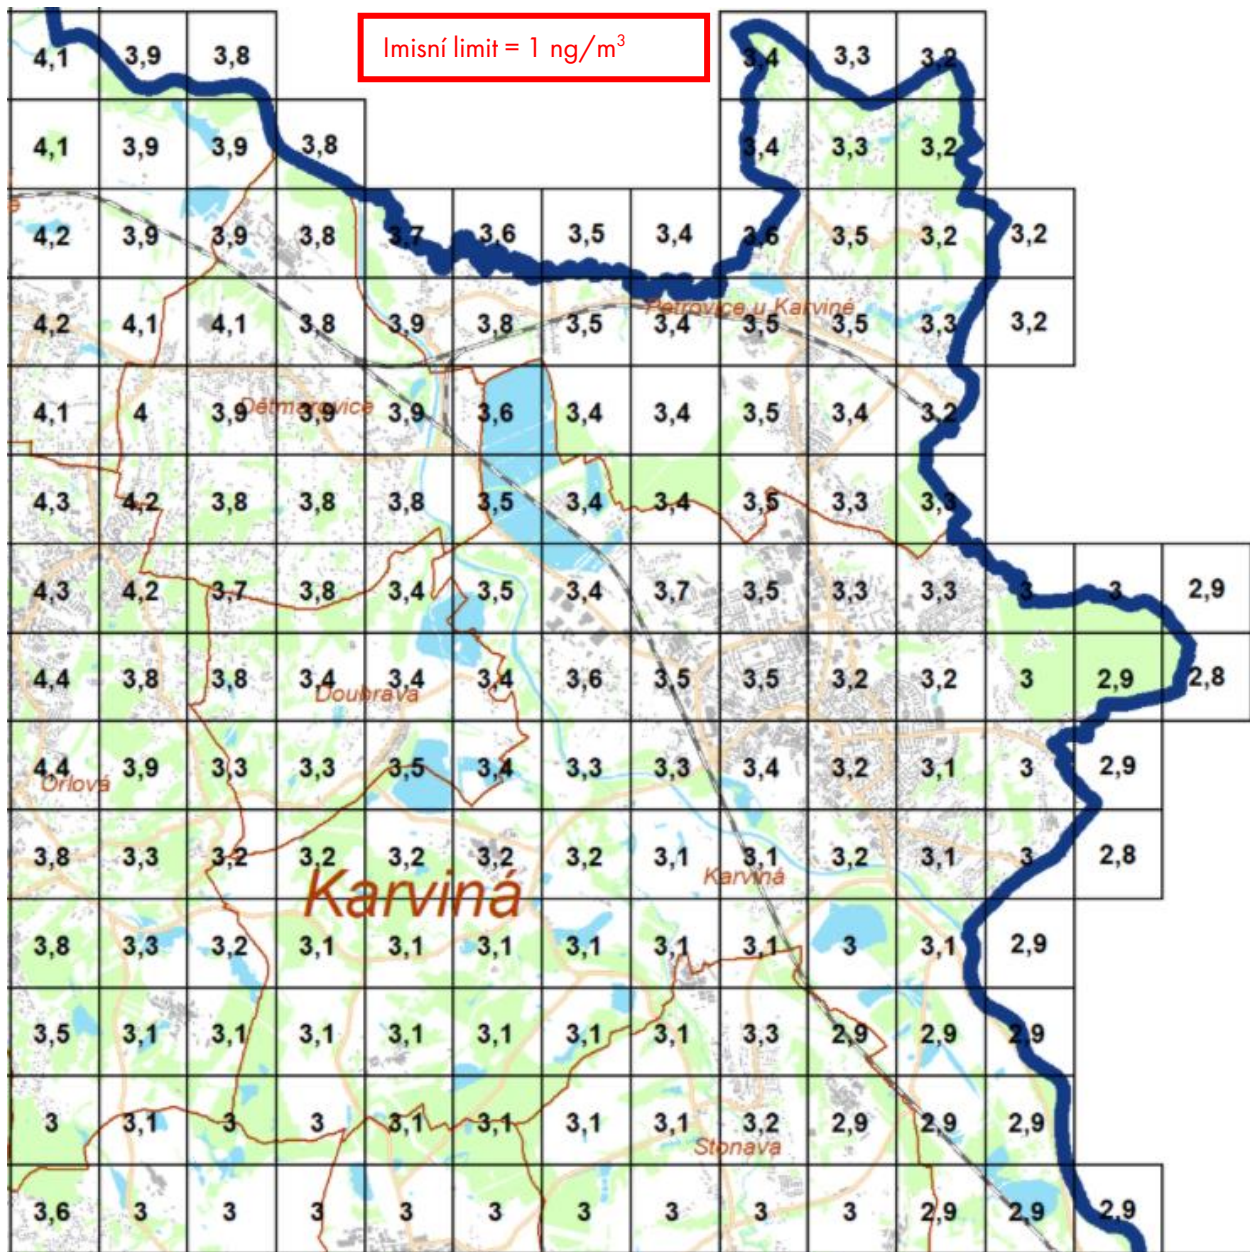 Imisní limit = 1 ng/m³
4,1 3,9 3,8 3,4 3,3 3,2
4,1 3,9 3,9 3,8 3,4 3,3 3,2
4,2 3,9 3,9 3,8 3,7 3,6 3,5 3,4 3,6 3,5 3,2 3,2
Petrovice u Karviné
4,2 4,1 4,1 3,8 3,9 3,8 3,5 3,4 3,5 3,5 3,3 3,2
Dětmarovice
4,1 4 3,9 3,9 3,9 3,6 3,4 3,4 3,5 3,4 3,2
4,3 4,2 3,8 3,8 3,8 3,5 3,4 3,4 3,5 3,3 3,3
4,3 4,2 3,7 3,8 3,4 3,5 3,4 3,7 3,5 3,3 3,3 3 3 2,9
4,4 3,8 3,8 3,4 3,4 3,4 3,6 3,5 3,5 3,2 3,2 3 2,9 2,8
Doubrava
4,4 3,9 3,3 3,3 3,5 3,4 3,3 3,3 3,4 3,2 3,1 3 2,9
Orlová
3,8 3,3 3,2 3,2 3,2 3,2 3,2 3,1 3,1 3,2 3,1 3 2,8
Karviná
Karviná
3,8 3,3 3,2 3,1 3,1 3,1 3,1 3,1 3,1 3 3,1 2,9
3,5 3,1 3,1 3,1 3,1 3,1 3,1 3,1 3,3 2,9 2,9 2,9
3 3,1 3 3 3,1 3,1 3,1 3,1 3,2 2,9 2,9 2,9
Stonava
3,6 3 3 3 3 3 3 3 3 3 2,9 2,9 2,9